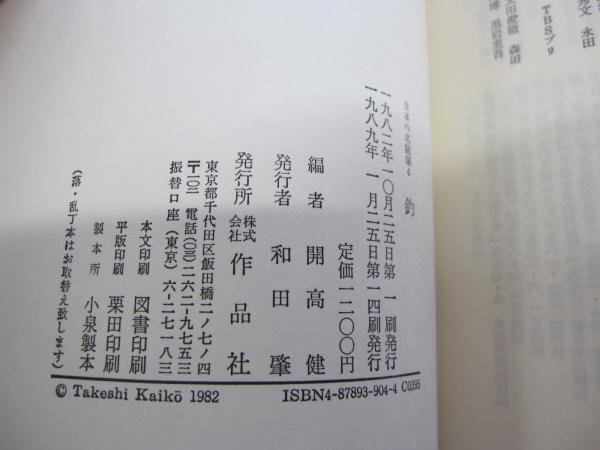 日本の名随筆4 釣
一九八二年一〇月二五日第一刷発行
一九八九年一月二五日第一四刷発行
定価一二〇〇円
編者 開高健
発行者 和田肇
発行所 株式会社 作品社
東京都千代田区飯田橋二ノ七ノ四
〒一〇二 電話(〇三)二六二-九七五三
振替口座(東京)六-二七一八三
本文印刷 図書印刷
平版印刷 栗田印刷
製本所 小泉製本
(落・乱丁本はお取替え致します)
© Takeshi Kaikō 1982
ISBN4-87893-904-4 C0395
TBSブリ